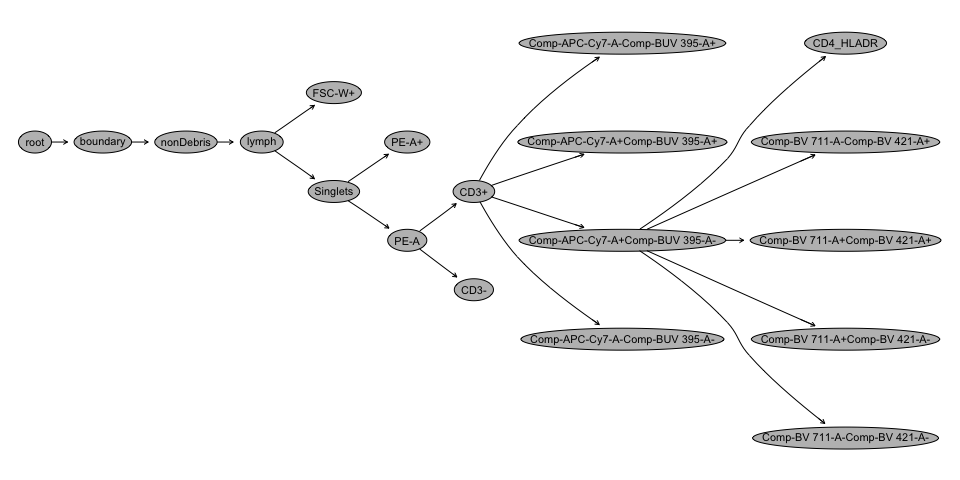 Comp-APC-Cy7-A-Comp-BUV 395-A+
CD4_HLADR
FSC-W+
root
boundary
nonDebris
lymph
PE-A+
Comp-APC-Cy7-A+Comp-BUV 395-A+
Comp-BV 711-A-Comp-BV 421-A+
Singlets
CD3+
PE-A
Comp-APC-Cy7-A+Comp-BUV 395-A-
Comp-BV 711-A+Comp-BV 421-A+
CD3-
Comp-APC-Cy7-A-Comp-BUV 395-A-
Comp-BV 711-A+Comp-BV 421-A-
Comp-BV 711-A-Comp-BV 421-A-